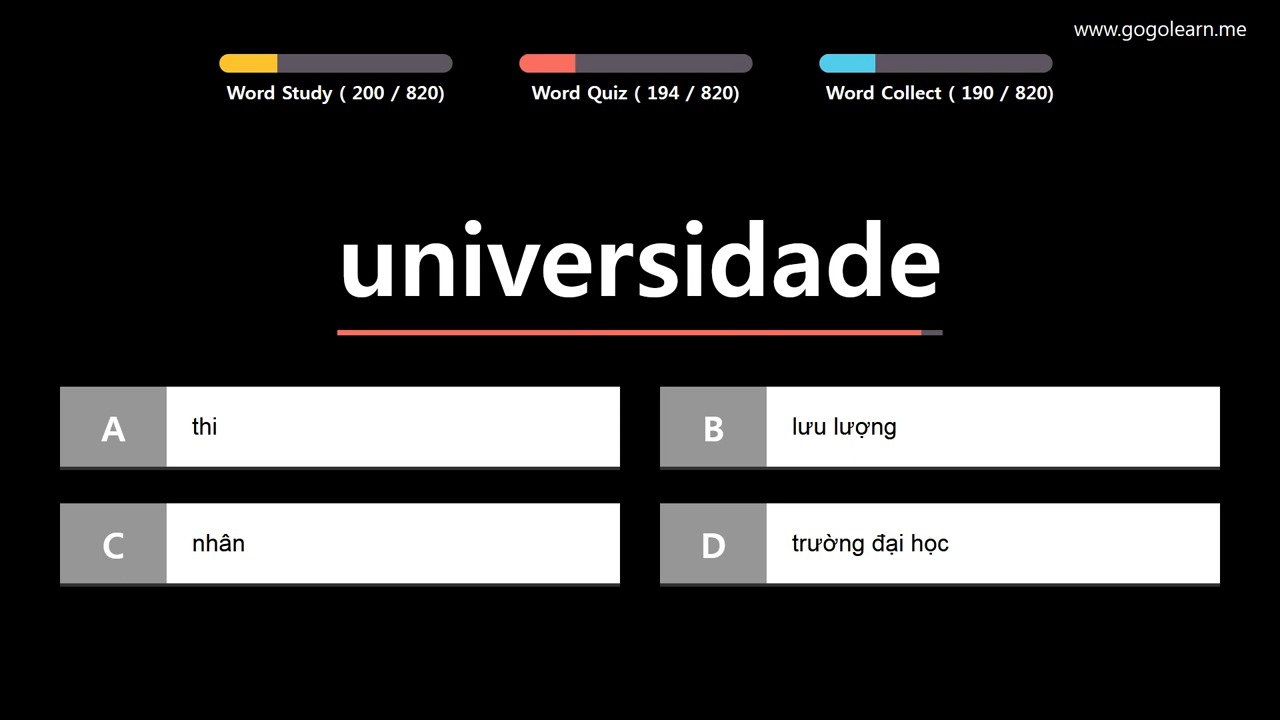 www.gogolearn.me
Word Study ( 200 / 820)
Word Quiz ( 194 / 820)
Word Collect ( 190 / 820)
universidade
A thi
B lưu lượng
C nhân
D trường đại học